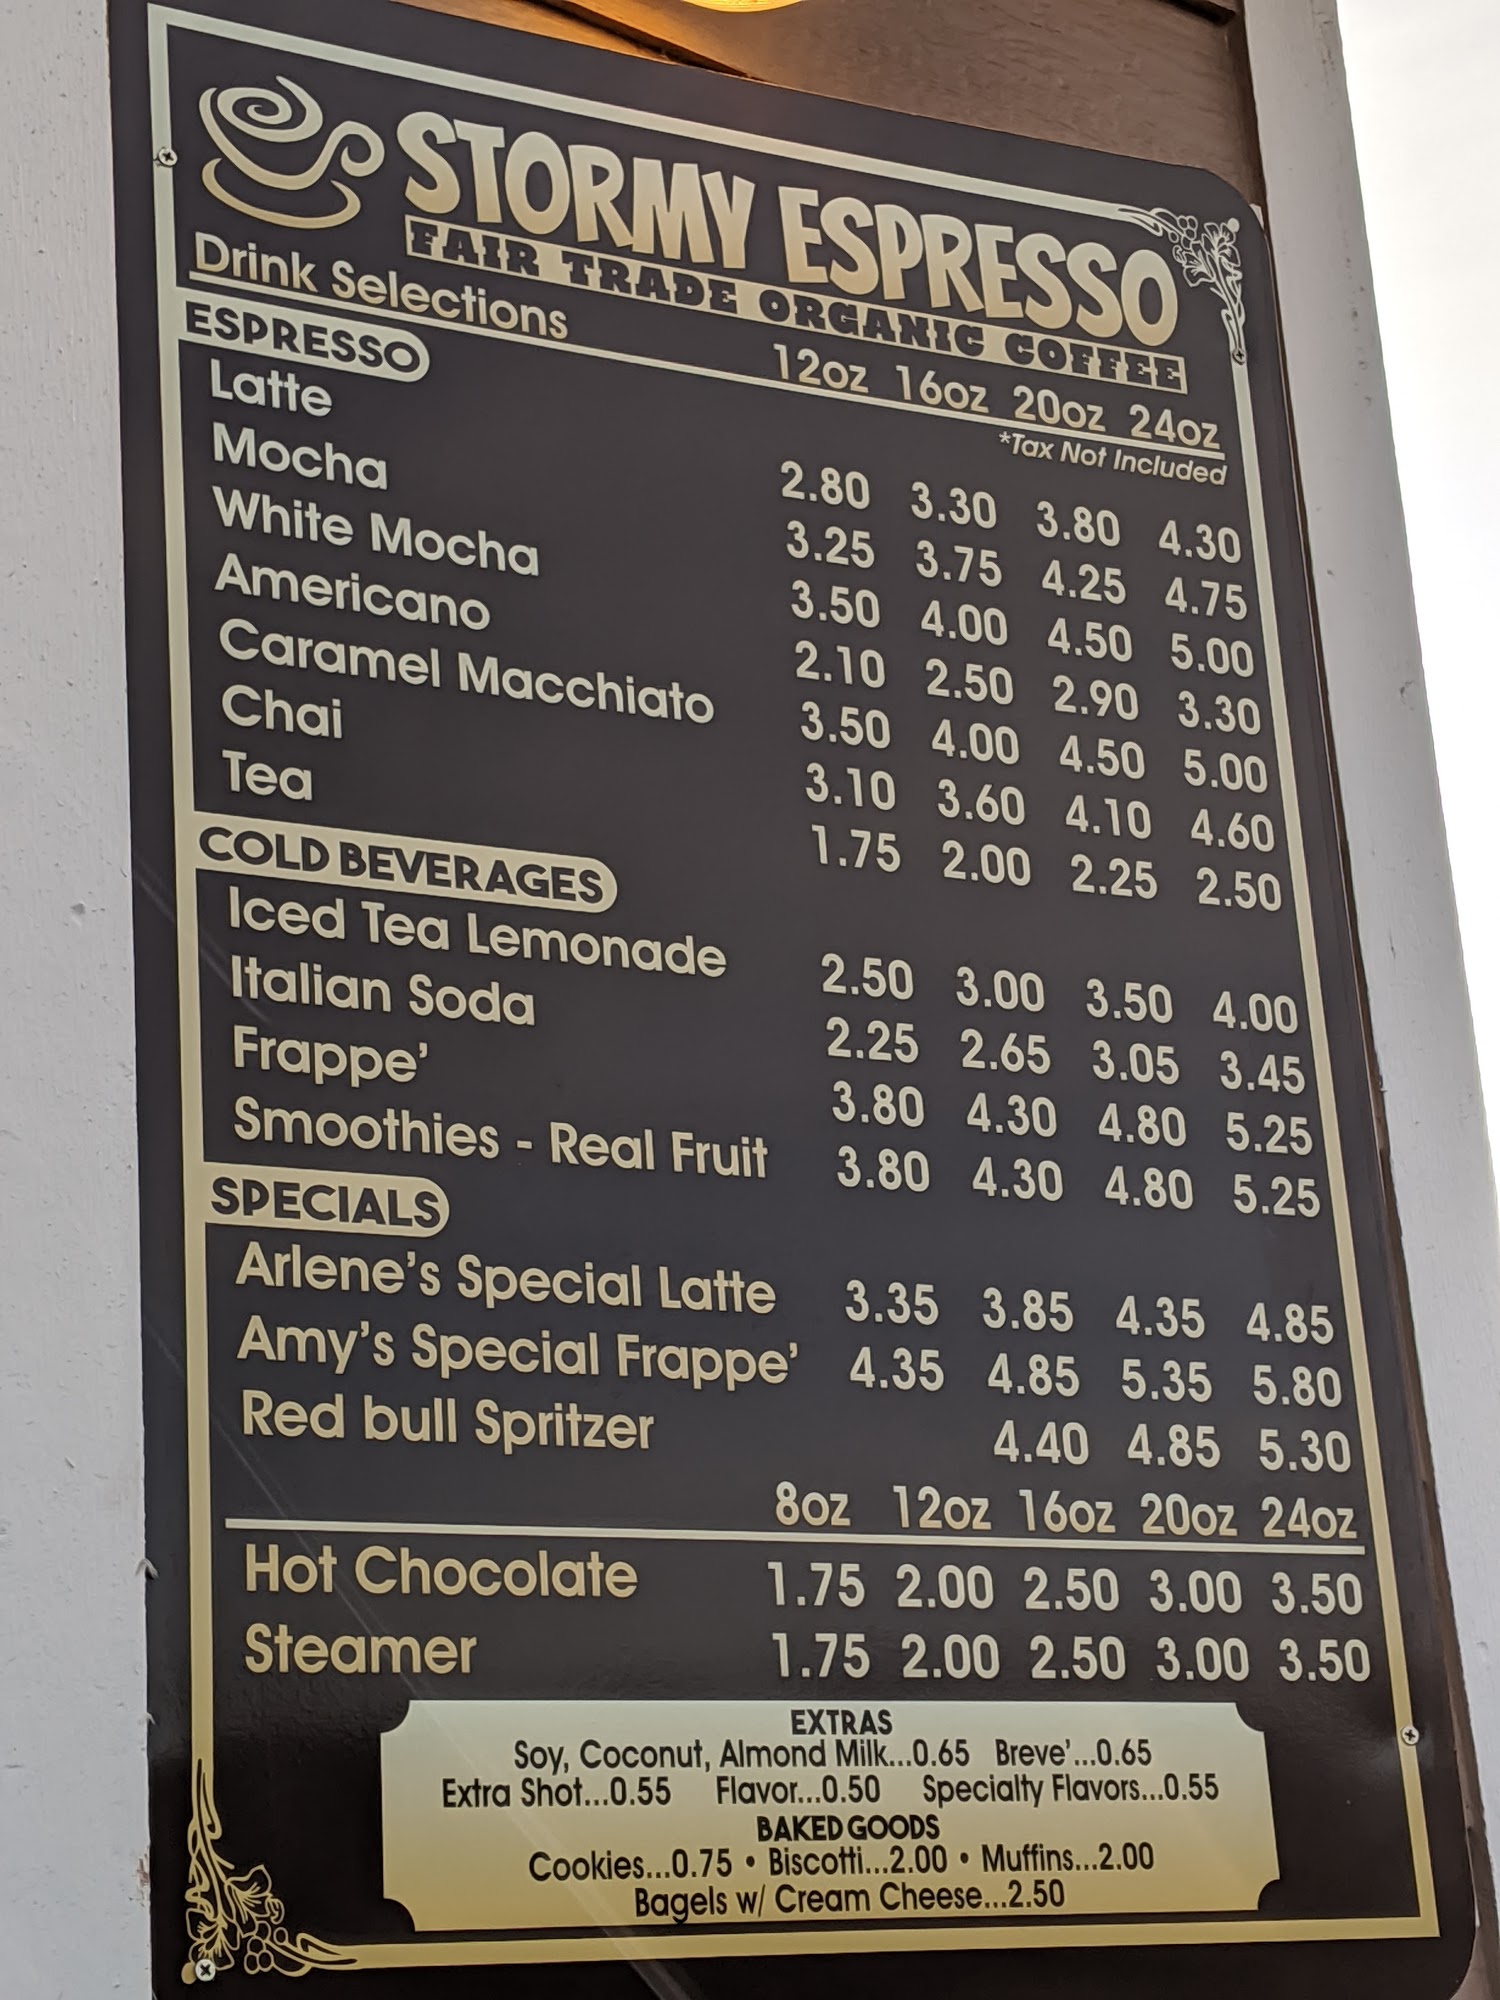 STORMY ESPRESSO
FAIR TRADE ORGANIC COFFEE
Drink Selections 12oz 16oz 20oz 24oz
*Tax Not Included
ESPRESSO
Latte 2.80 3.30 3.80 4.30
Mocha 3.25 3.75 4.25 4.75
White Mocha 3.50 4.00 4.50 5.00
Americano 2.10 2.50 2.90 3.30
Caramel Macchiato 3.50 4.00 4.50 5.00
Chai 3.10 3.60 4.10 4.60
Tea 1.75 2.00 2.25 2.50
COLD BEVERAGES
Iced Tea Lemonade 2.50 3.00 3.50 4.00
Italian Soda 2.25 2.65 3.05 3.45
Frappe' 3.80 4.30 4.80 5.25
Smoothies - Real Fruit 3.80 4.30 4.80 5.25
SPECIALS
Arlene's Special Latte 3.35 3.85 4.35 4.85
Amy's Special Frappe' 4.35 4.85 5.35 5.80
Red bull Spritzer 4.40 4.85 5.30
8oz 12oz 16oz 20oz 24oz
Hot Chocolate 1.75 2.00 2.50 3.00 3.50
Steamer 1.75 2.00 2.50 3.00 3.50
EXTRAS
Soy, Coconut, Almond Milk...0.65 Breve'...0.65
Extra Shot...0.55 Flavor...0.50 Specialty Flavors...0.55
BAKED GOODS
Cookies...0.75 • Biscotti...2.00 • Muffins...2.00
Bagels w/ Cream Cheese...2.50